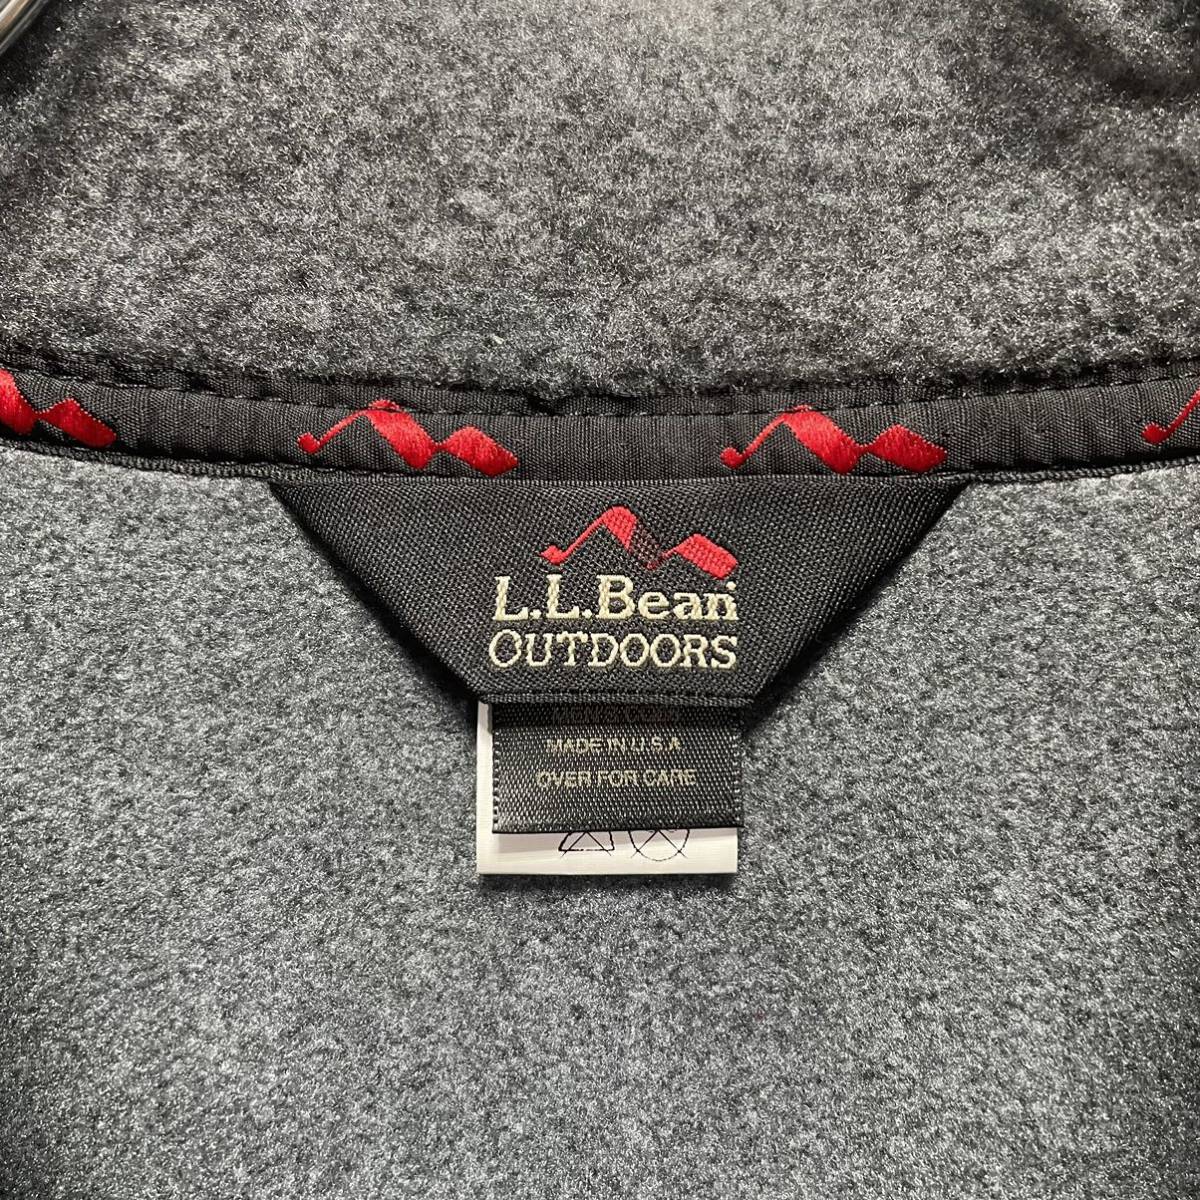 L.L.Bean
OUTDOORS
MADE IN U.S.A
OVER FOR CARE